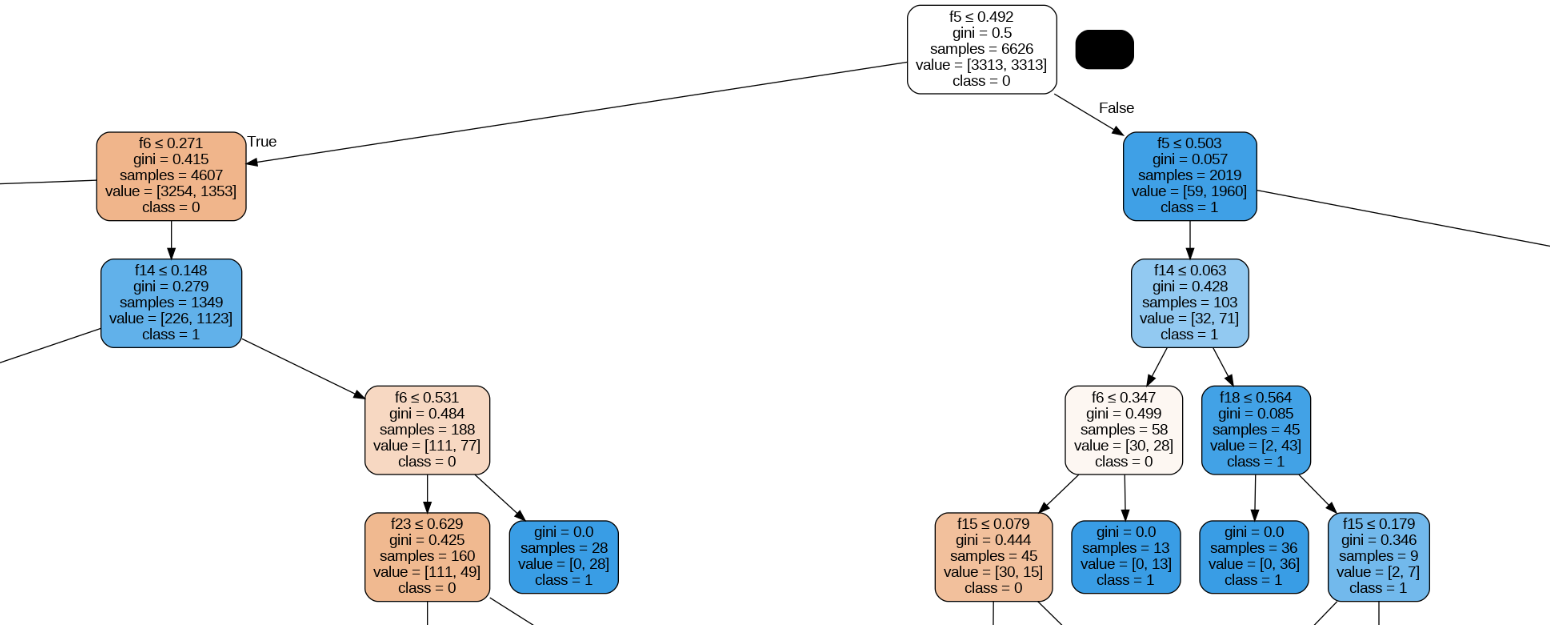 f5 ≤ 0.492
gini = 0.5
samples = 6626
value = [3313, 3313]
class = 0
True
False
f6 ≤ 0.271
gini = 0.415
samples = 4607
value = [3254, 1353]
class = 0
f5 ≤ 0.503
gini = 0.057
samples = 2019
value = [59, 1960]
class = 1
f14 ≤ 0.148
gini = 0.279
samples = 1349
value = [226, 1123]
class = 1
f14 ≤ 0.063
gini = 0.428
samples = 103
value = [32, 71]
class = 1
f6 ≤ 0.531
gini = 0.484
samples = 188
value = [111, 77]
class = 0
f6 ≤ 0.347
gini = 0.499
samples = 58
value = [30, 28]
class = 0
f18 ≤ 0.564
gini = 0.085
samples = 45
value = [2, 43]
class = 1
f23 ≤ 0.629
gini = 0.425
samples = 160
value = [111, 49]
class = 0
gini = 0.0
samples = 28
value = [0, 28]
class = 1
f15 ≤ 0.079
gini = 0.444
samples = 45
value = [30, 15]
class = 0
gini = 0.0
samples = 13
value = [0, 13]
class = 1
gini = 0.0
samples = 36
value = [0, 36]
class = 1
f15 ≤ 0.179
gini = 0.346
samples = 9
value = [2, 7]
class = 1